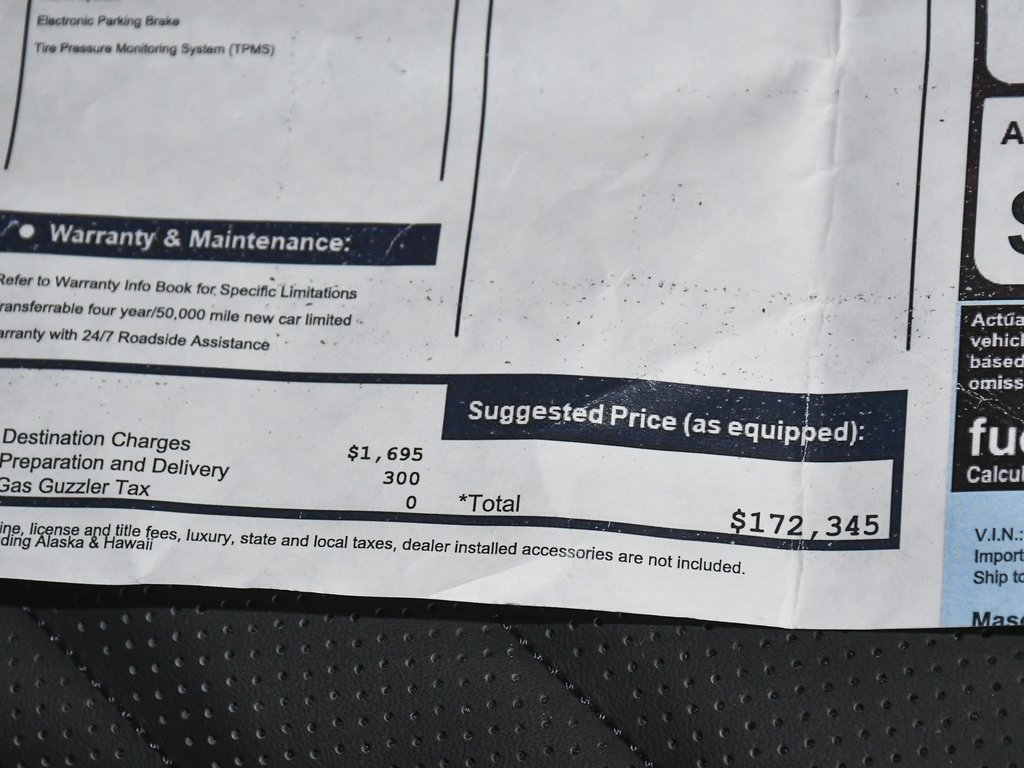 Electronic Parking Brake
Tire Pressure Monitoring System (TPMS)
Warranty & Maintenance:
Refer to Warranty Info Book for Specific Limitations
ransferrable four year/50,000 mile new car limited
arranty with 24/7 Roadside Assistance
Suggested Price (as equipped):
Destination Charges $1,695
Preparation and Delivery 300
Gas Guzzler Tax 0 *Total $172,345
ine, license and title fees, luxury, state and local taxes, dealer installed accessories are not included.
ding Alaska & Hawaii
A
Actua
vehicl
based
omiss
fu
Calcul
V.I.N.:
Import
Ship to
Mase